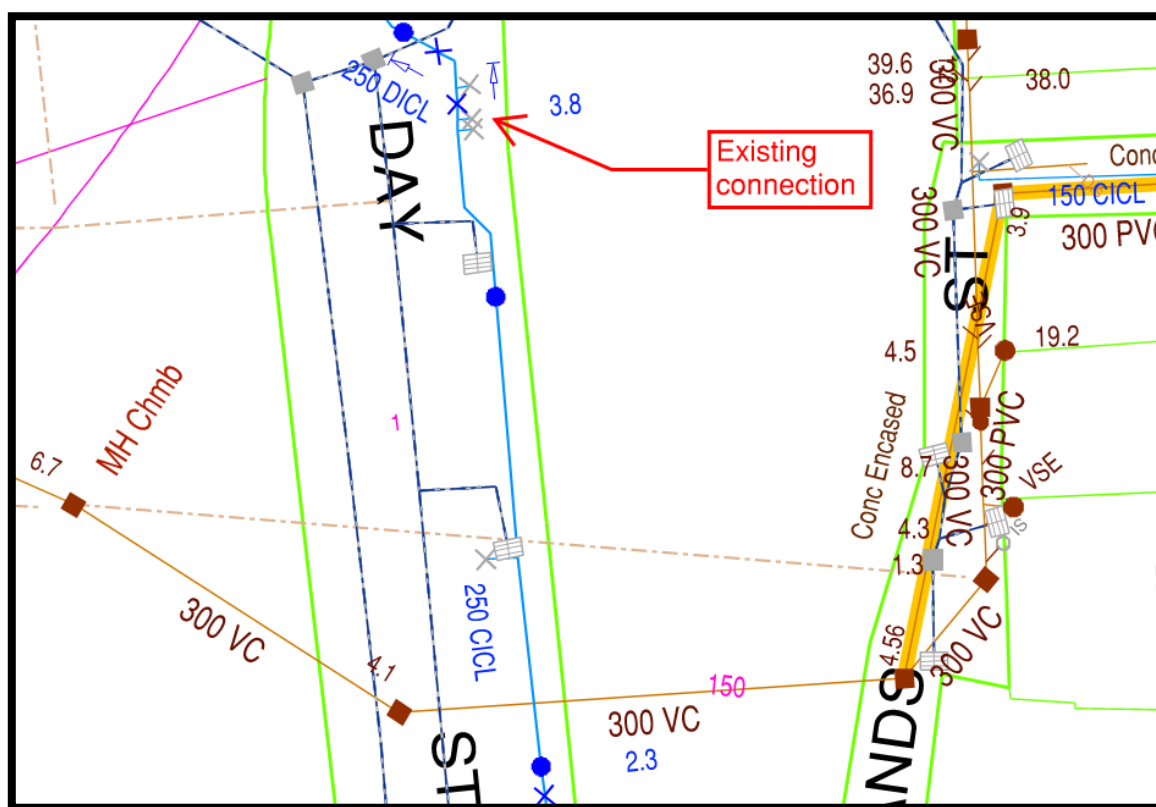 39.6
36.9
300 VC
38.0
250 DICL
3.8
Existing
connection
Conc
DAY
300 VC
150 CICL
3.9
300 PVC
ST
VSE
19.2
4.5
1
MH Chmb
6.7
Conc Encased
8.7
300 VC
300 PVC
VSE
4.3
1.3
300 VC
250 CICL
4.1
4.56
300 VC
150
300 VC
2.3
ST
ANDS